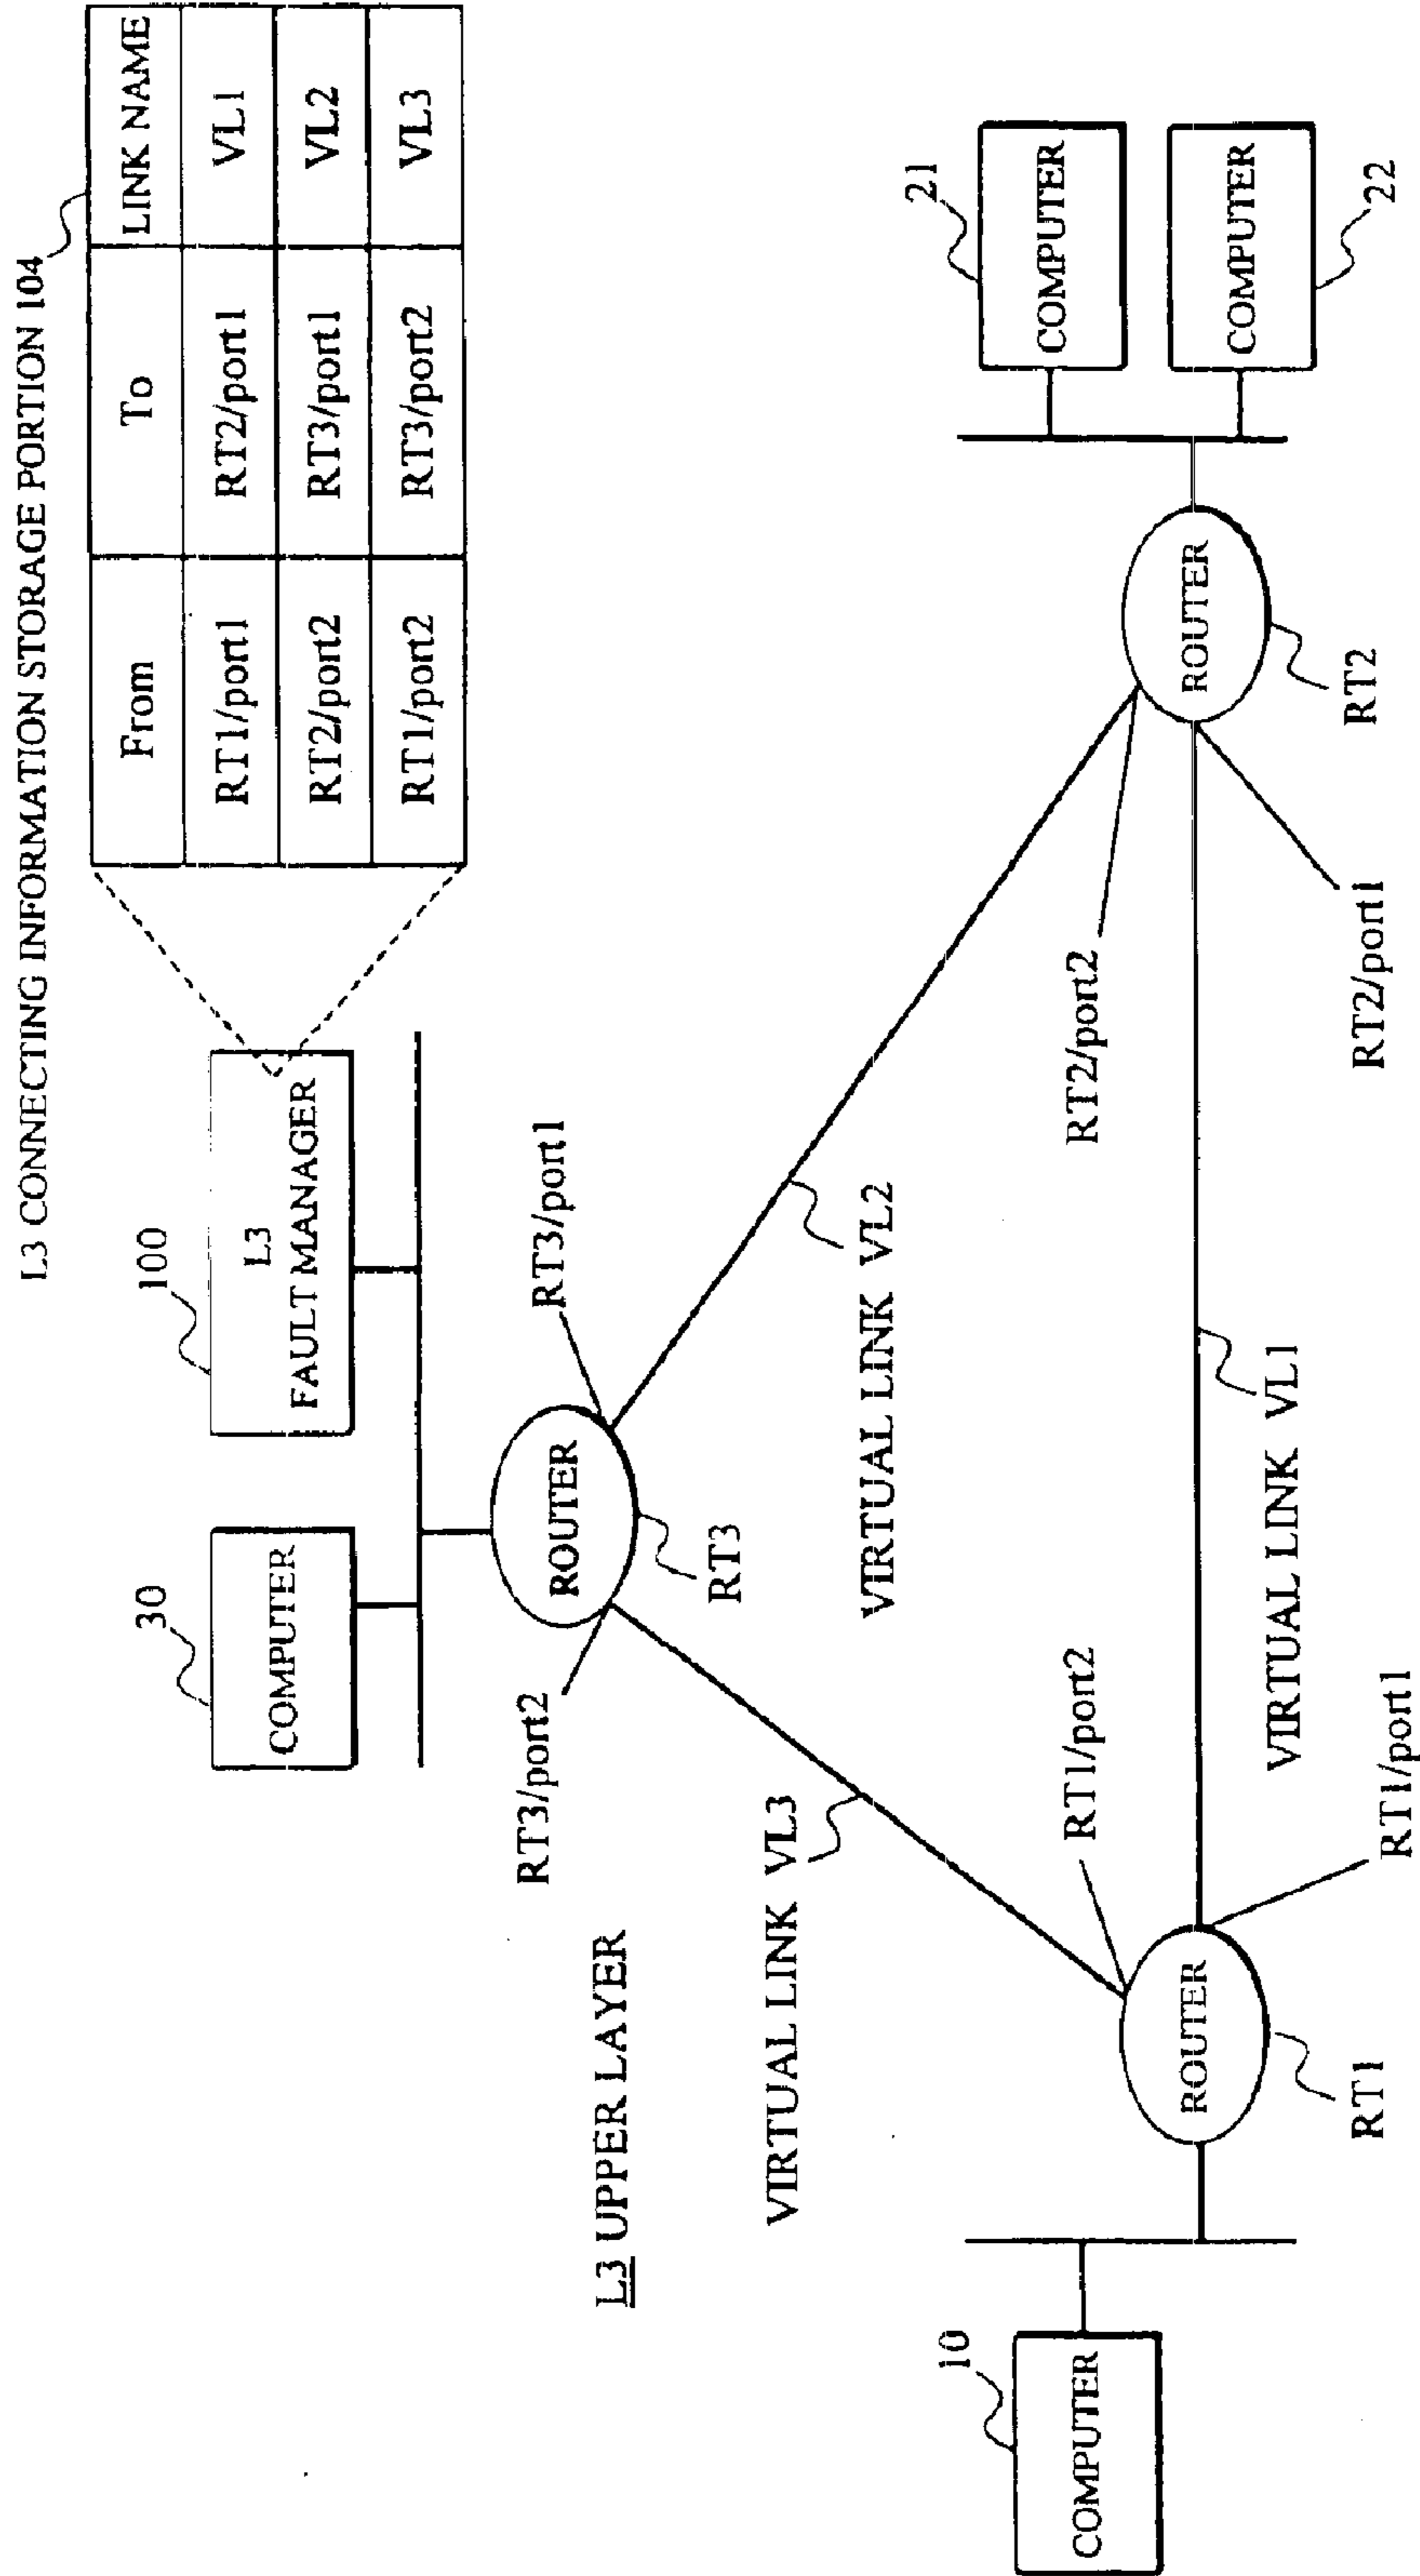 L3 CONNECTING INFORMATION STORAGE PORTION 104
From To LINK NAME
RT1/port1 RT2/port1 VL1
RT2/port2 RT3/port1 VL2
RT1/port2 RT3/port2 VL3
30
COMPUTER
100
L3
FAULT MANAGER
RT3/port2
ROUTER
RT3
RT3/port1
L3 UPPER LAYER
VIRTUAL LINK VL3
VIRTUAL LINK VL2
10
COMPUTER
RT1/port2
ROUTER
RT1
RT1/port1
VIRTUAL LINK VL1
RT2/port2
ROUTER
RT2
RT2/port1
21
COMPUTER
COMPUTER
22